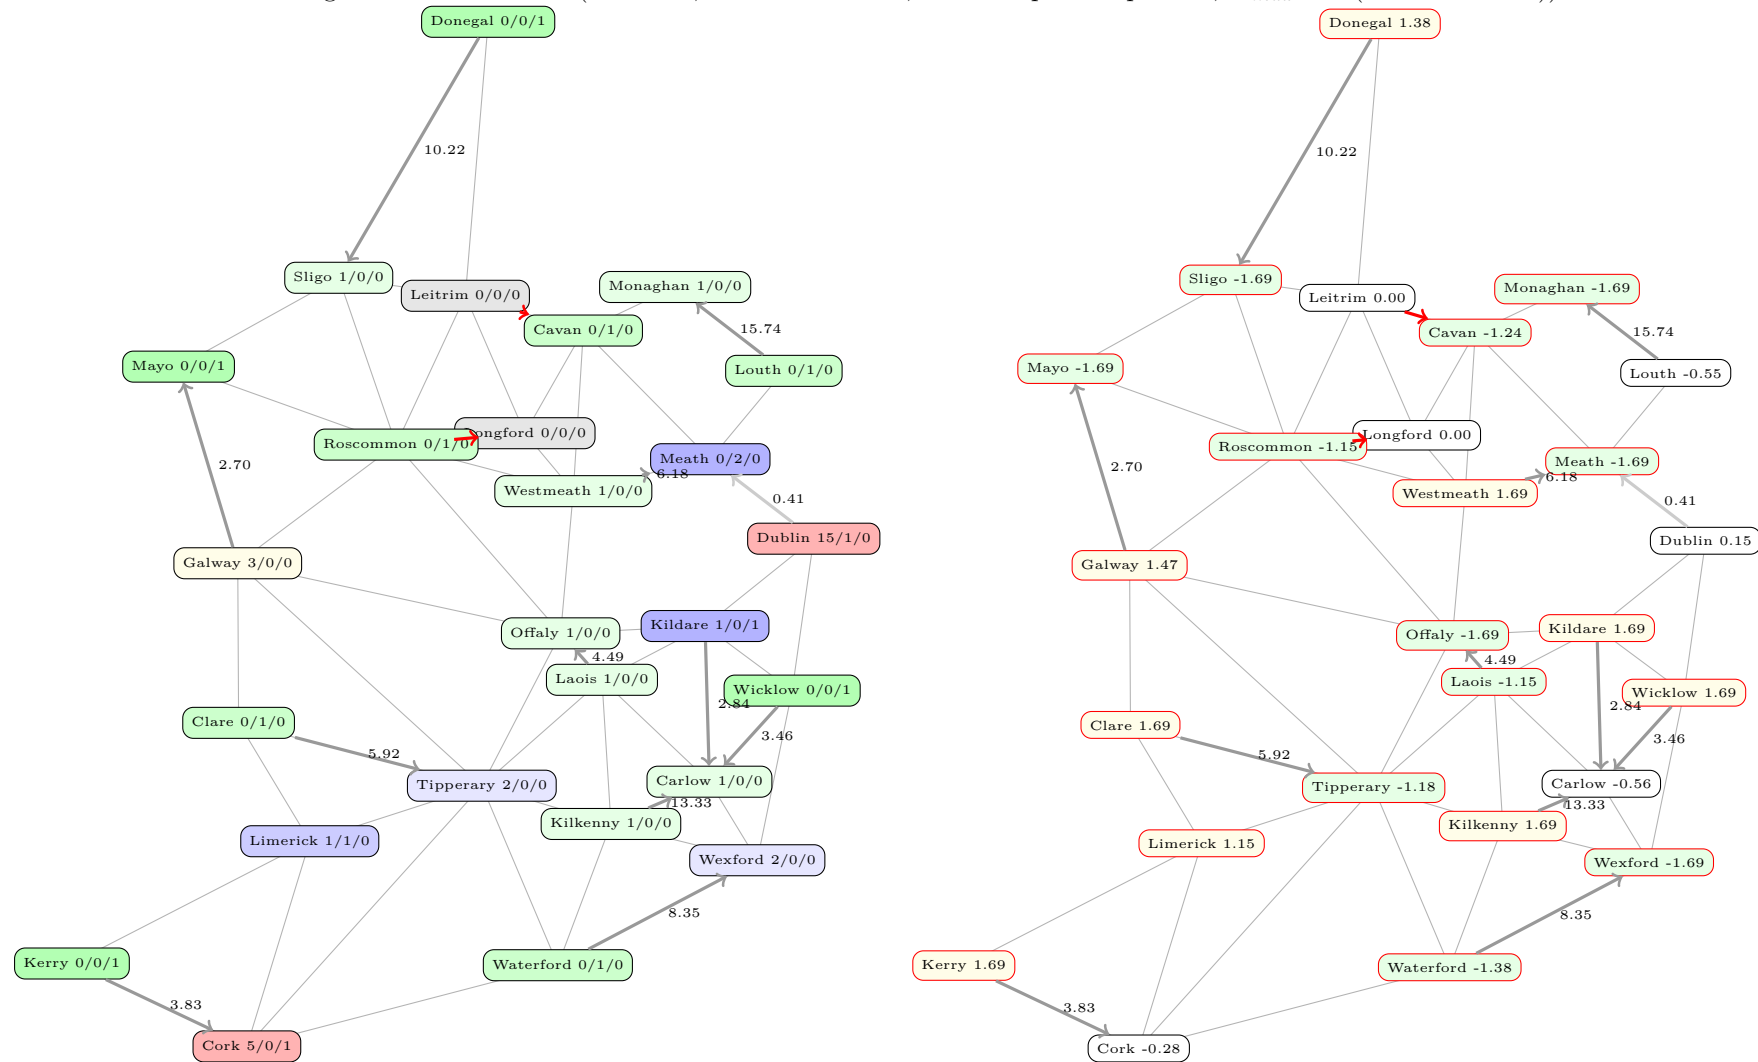 Donegal 0/0/1
10.22
Sligo 1/0/0
Leitrim 0/0/0
Monaghan 1/0/0
Cavan 0/1/0
15.74
Mayo 0/0/1
Louth 0/1/0
Roscommon 0/1/0
Longford 0/0/0
Meath 0/2/0
2.70
6.18
Westmeath 1/0/0
0.41
Dublin 15/1/0
Galway 3/0/0
Offaly 1/0/0
Kildare 1/0/1
4.49
Laois 1/0/0
Wicklow 0/0/1
2.84
Clare 0/1/0
3.46
5.92
Tipperary 2/0/0
Carlow 1/0/0
13.33
Kilkenny 1/0/0
Limerick 1/1/0
Wexford 2/0/0
8.35
Kerry 0/0/1
Waterford 0/1/0
3.83
Cork 5/0/1
Donegal 1.38
10.22
Sligo -1.69
Leitrim 0.00
Monaghan -1.69
Cavan -1.24
15.74
Mayo -1.69
Louth -0.55
Roscommon -1.15
Longford 0.00
Meath -1.69
2.70
6.18
Westmeath 1.69
0.41
Dublin 0.15
Galway 1.47
Offaly -1.69
Kildare 1.69
4.49
Laois -1.15
Wicklow 1.69
2.84
Clare 1.69
3.46
5.92
Tipperary -1.18
Carlow -0.56
13.33
Kilkenny 1.69
Limerick 1.15
Wexford -1.69
8.35
Kerry 1.69
Waterford -1.38
3.83
Cork -0.28